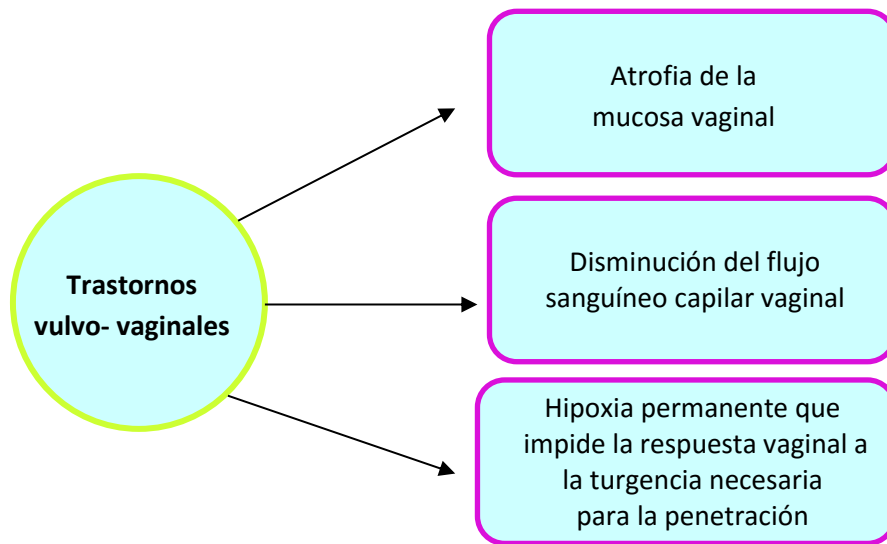 Trastornos
vulvo- vaginales
Atrofia de la
mucosa vaginal
Disminución del flujo
sanguíneo capilar vaginal
Hipoxia permanente que
impide la respuesta vaginal a
la turgencia necesaria
para la penetración